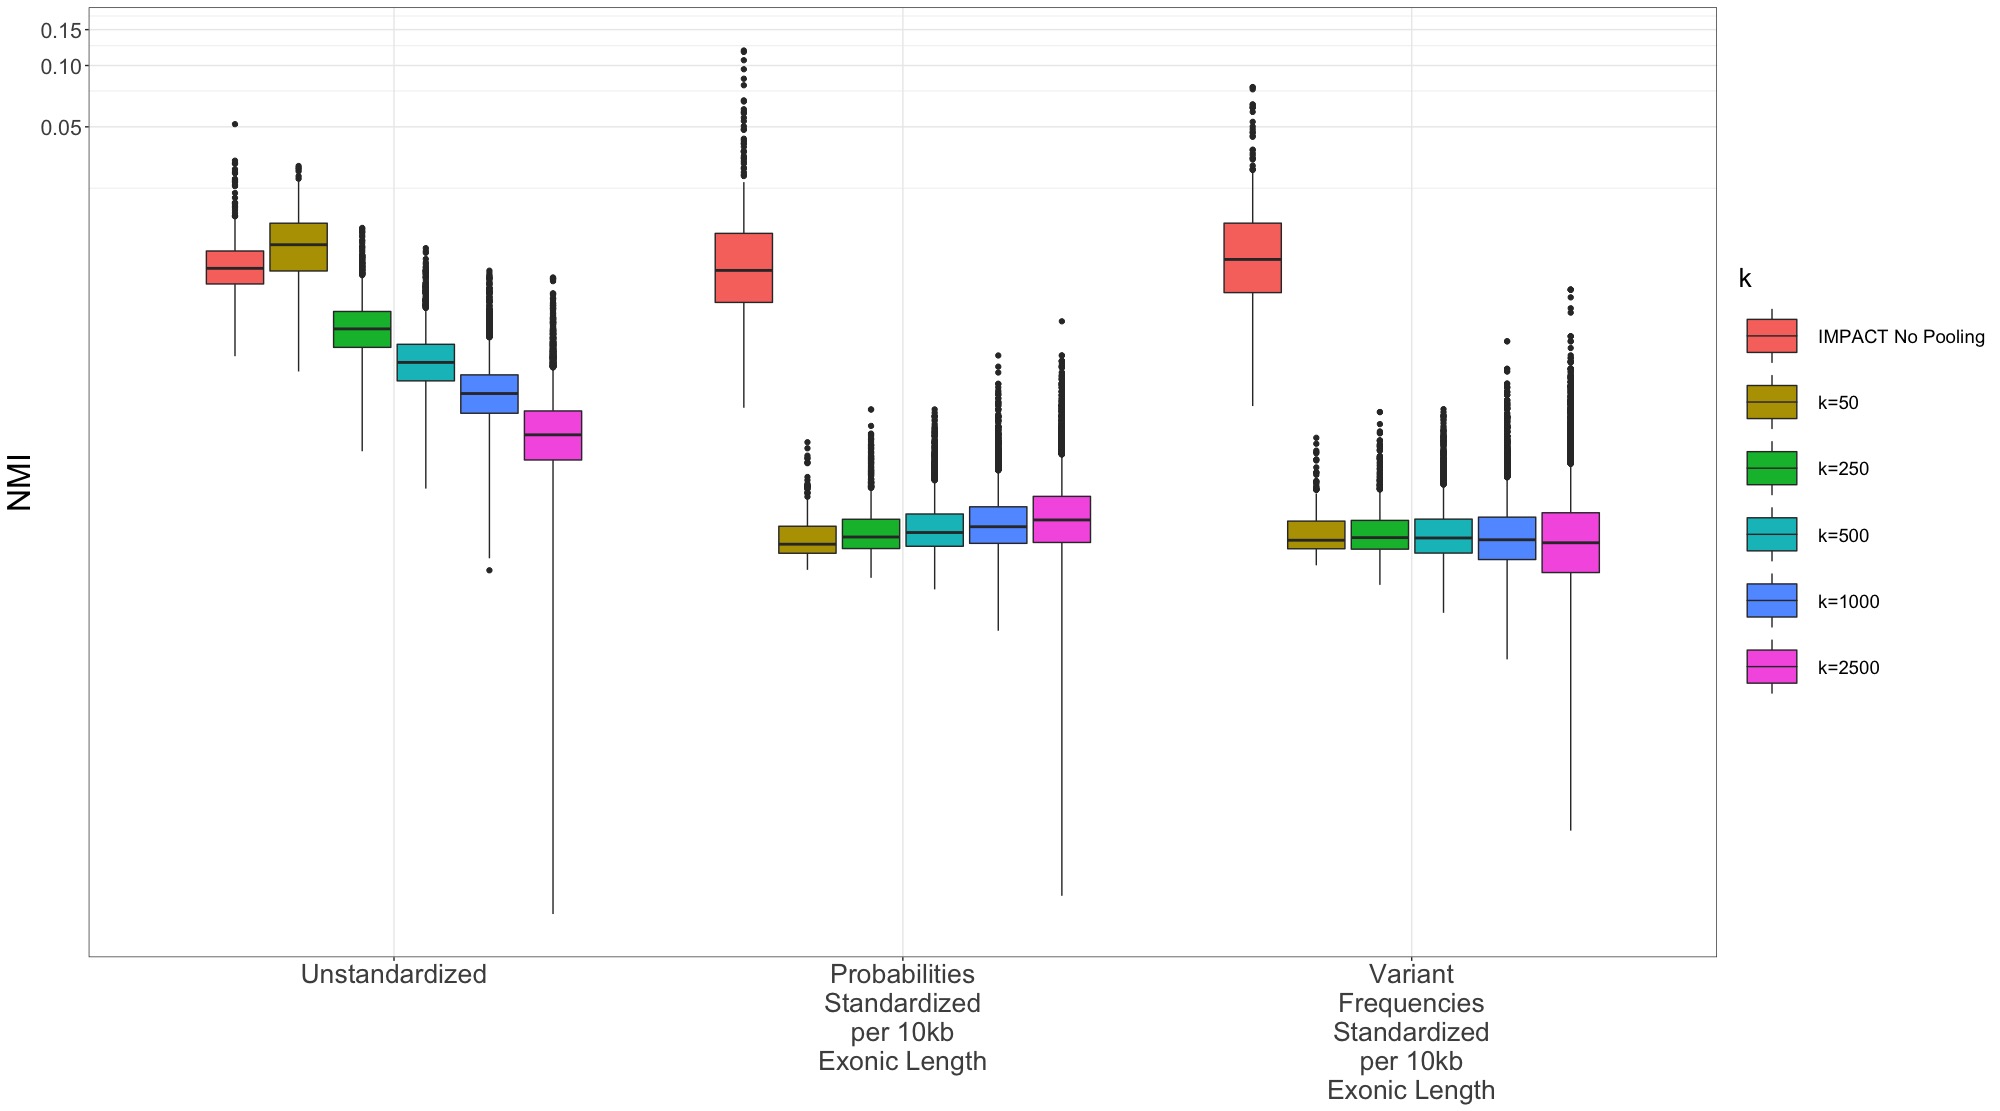 0.15
0.10
0.05
NMI
Unstandardized
Probabilities
Standardized
per 10kb
Exonic Length
Variant
Frequencies
Standardized
per 10kb
Exonic Length
k
IMPACT No Pooling
k=50
k=250
k=500
k=1000
k=2500